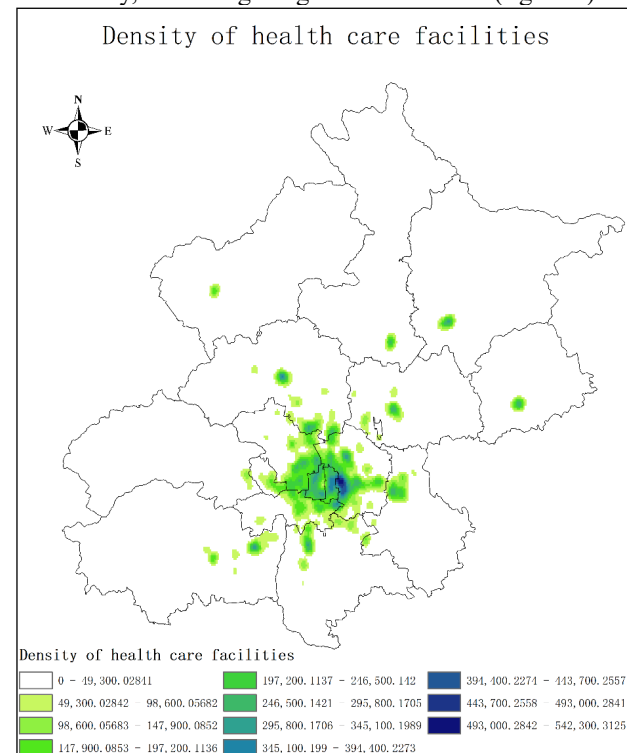 Density of health care facilities
N
W E
S
Density of health care facilities
0 - 49,300.02841
49,300.02842 - 98,600.05682
98,600.05683 - 147,900.0852
147,900.0853 - 197,200.1136
197,200.1137 - 246,500.142
246,500.1421 - 295,800.1705
295,800.1706 - 345,100.1989
345,100.199 - 394,400.2273
394,400.2274 - 443,700.2557
443,700.2558 - 493,000.2841
493,000.2842 - 542,300.3125